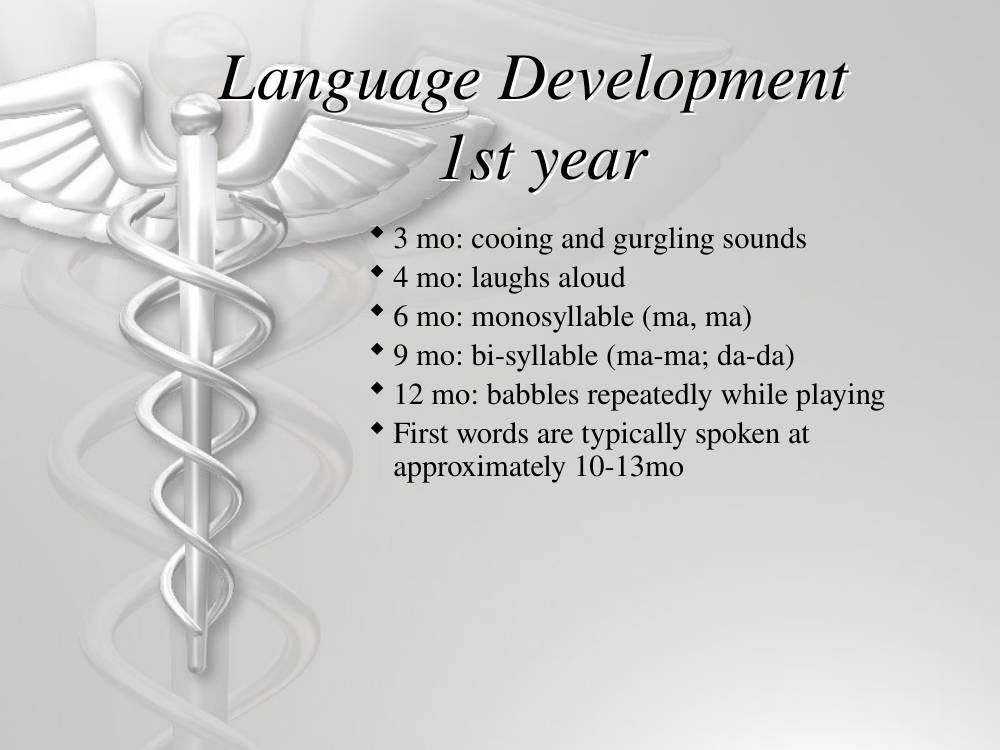 Language Development
1st year
3 mo: cooing and gurgling sounds
4 mo: laughs aloud
6 mo: monosyllable (ma, ma)
9 mo: bi-syllable (ma-ma; da-da)
12 mo: babbles repeatedly while playing
First words are typically spoken at
approximately 10-13mo